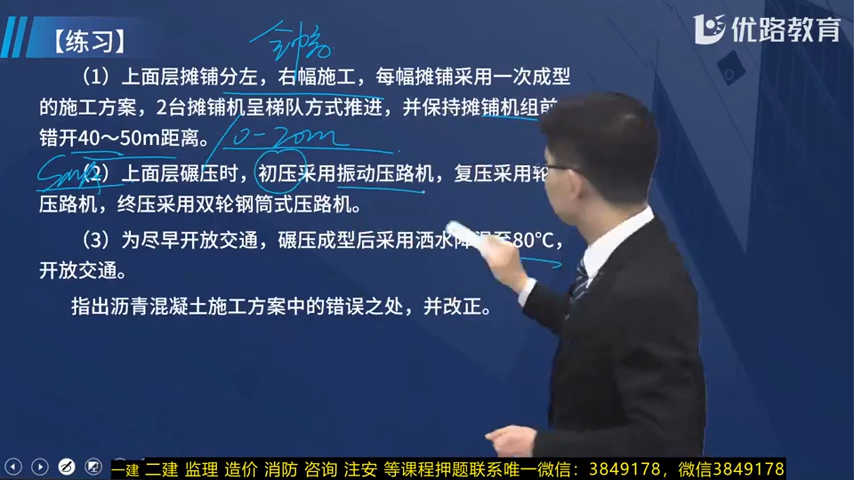 【练习】
优路教育
全幅
(1)上面层摊铺分左，右幅施工，每幅摊铺采用一次成型
的施工方案，2台摊铺机呈梯队方式推进，并保持摊铺机组前
错开40～50m距离。
10-20m
(2)上面层碾压时，初压采用振动压路机，复压采用轮
压路机，终压采用双轮钢筒式压路机。
(3)为尽早开放交通，碾压成型后采用洒水降温至80℃，
开放交通。
指出沥青混凝土施工方案中的错误之处，并改正。
一建 二建 监理 造价 消防 咨询 注安 等课程押题联系唯一微信：3849178，微信3849178